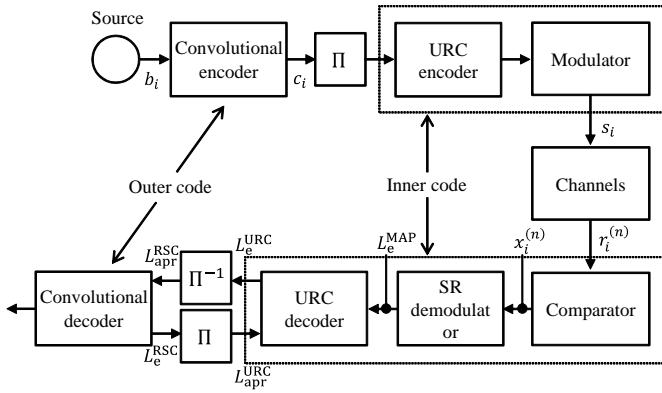 Source
Convolutional
encoder
Π
URC
encoder
Modulator
b_i
c_i
s_i
Outer code
Inner code
Channels
L_apr^RSC
L_e^URC
L_e^MAP
x_i^(n)
r_i^(n)
Convolutional
decoder
Π^−1
URC
decoder
SR
demodulat
or
Comparator
Π
L_e^RSC
L_apr^URC